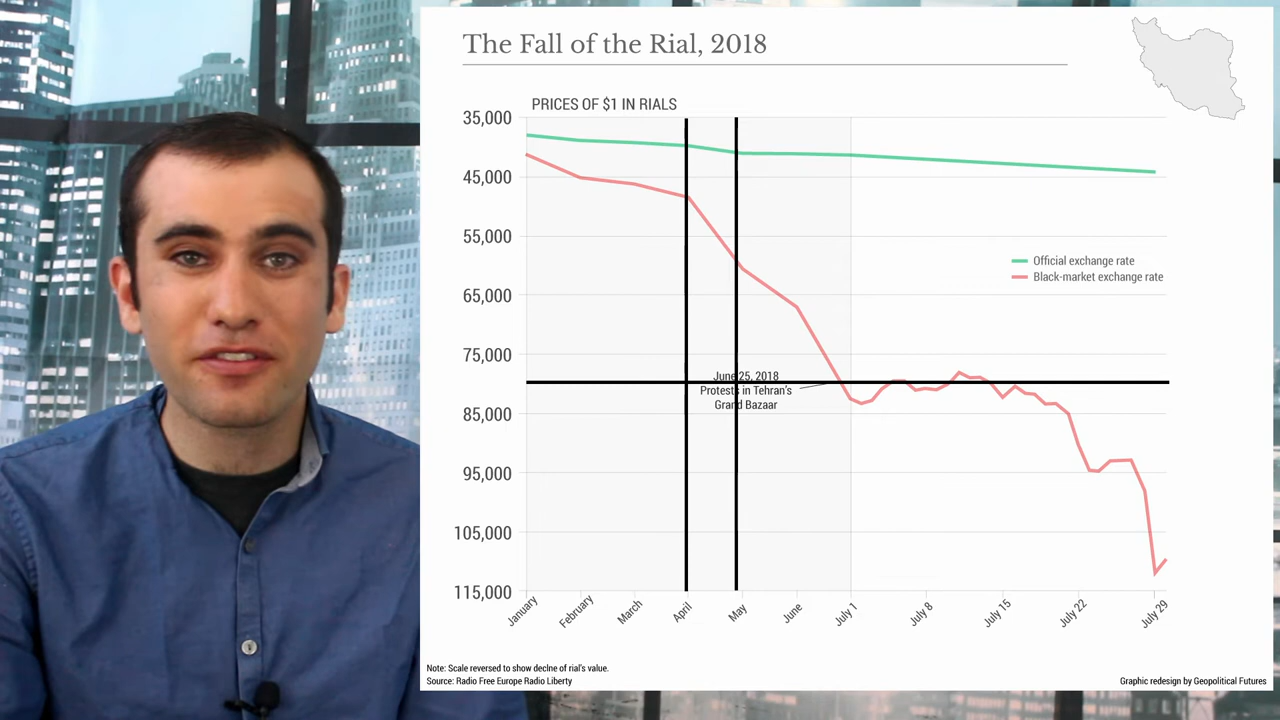 The Fall of the Rial, 2018
PRICES OF $1 IN RIALS
35,000
45,000
55,000
65,000
75,000
85,000
95,000
105,000
115,000
Official exchange rate
Black-market exchange rate
June 25, 2018
Protests in Tehran's
Grand Bazaar
January
February
March
April
May
June
July 1
July 8
July 15
July 22
July 29
Note: Scale reversed to show declne of rial's value.
Source: Radio Free Europe Radio Liberty
Graphic redesign by Geopolitical Futures